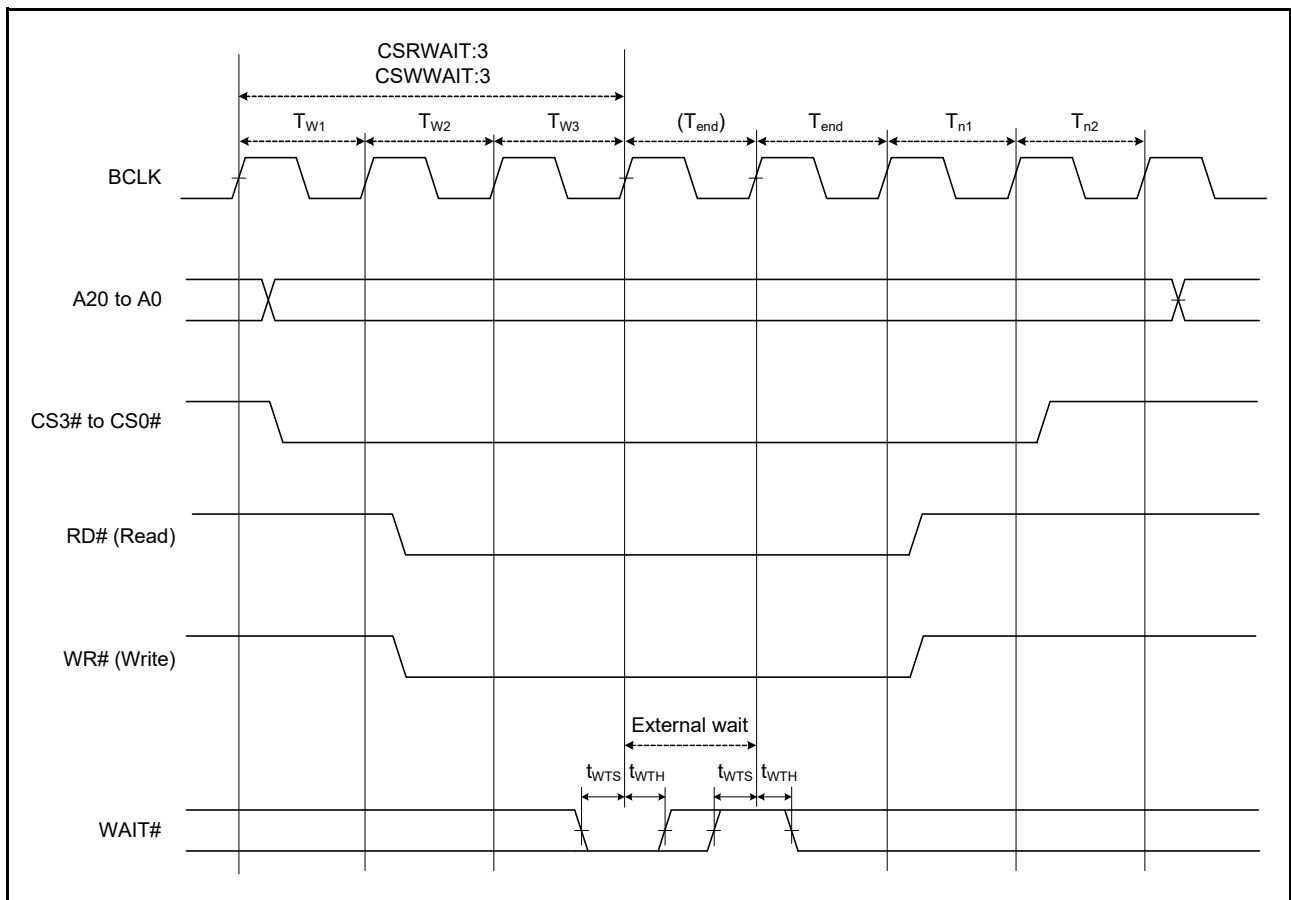 CSRWAIT:3
CSWWAIT:3
TW1 TW2 TW3 (Tend) Tend Tn1 Tn2
BCLK
A20 to A0
CS3# to CS0#
RD# (Read)
WR# (Write)
External wait
tWTS tWTH tWTS tWTH
WAIT#